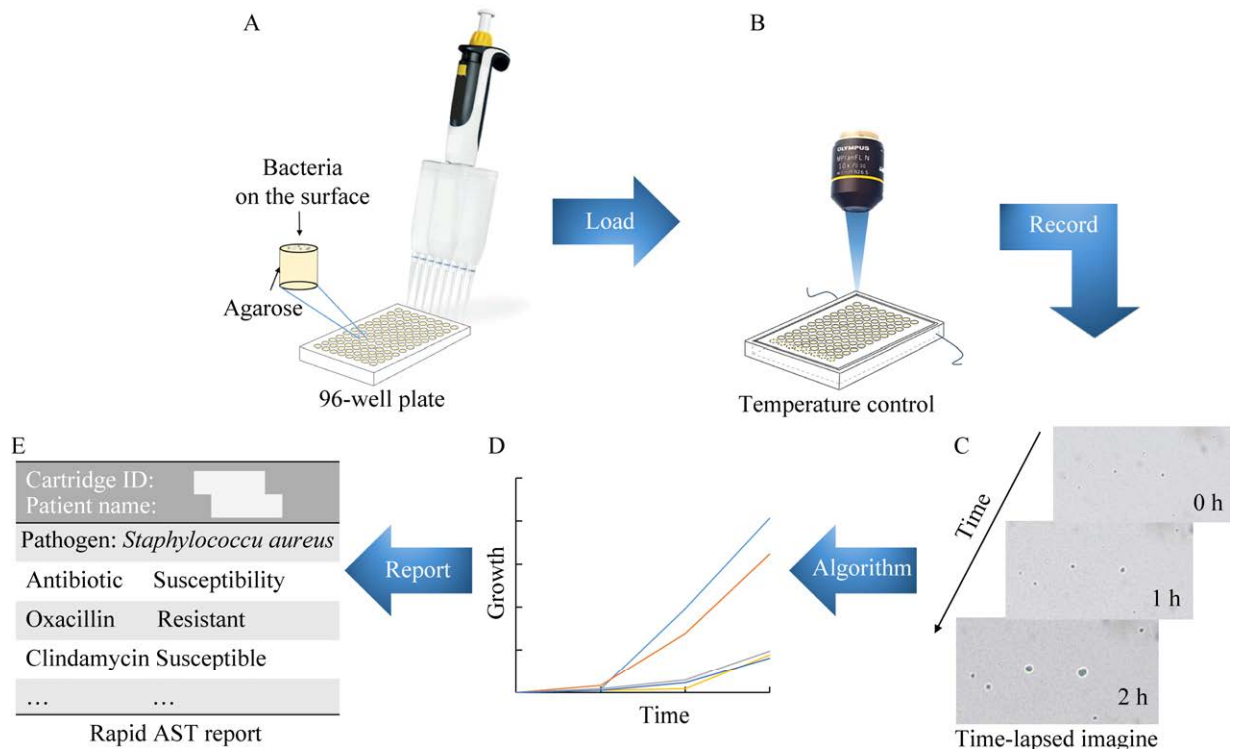 A
Bacteria
on the surface
Agarose
96-well plate
Load
B
OLYMPUS
Temperature control
Record
C
Time
0 h
1 h
2 h
Time-lapsed imagine
Algorithm
D
Growth
Time
Report
E
Cartridge ID:
Patient name:
Pathogen: Staphylococcu aureus
Antibiotic Susceptibility
Oxacillin Resistant
Clindamycin Susceptible
… …
Rapid AST report